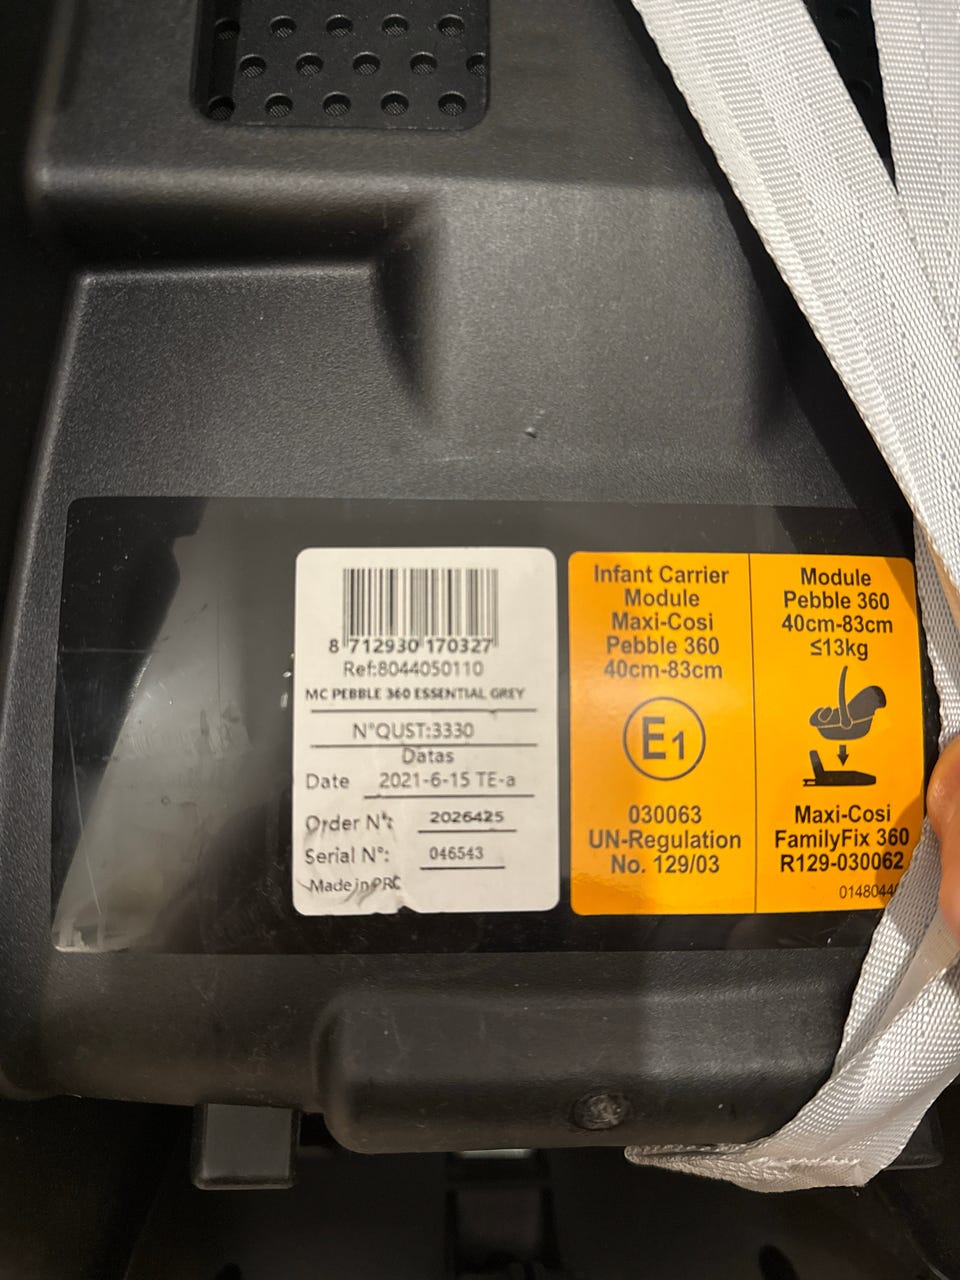 8 712930 170327
Ref:8044050110
MC PEBBLE 360 ESSENTIAL GREY
N°QUST:3330
Datas
Date 2021-6-15 TE-a
Order N°: 2026425
Serial N°: 046543
Made in PRC
Infant Carrier
Module
Maxi-Cosi
Pebble 360
40cm-83cm
E1
030063
UN-Regulation
No. 129/03
Module
Pebble 360
40cm-83cm
≤13kg
Maxi-Cosi
FamilyFix 360
R129-030062